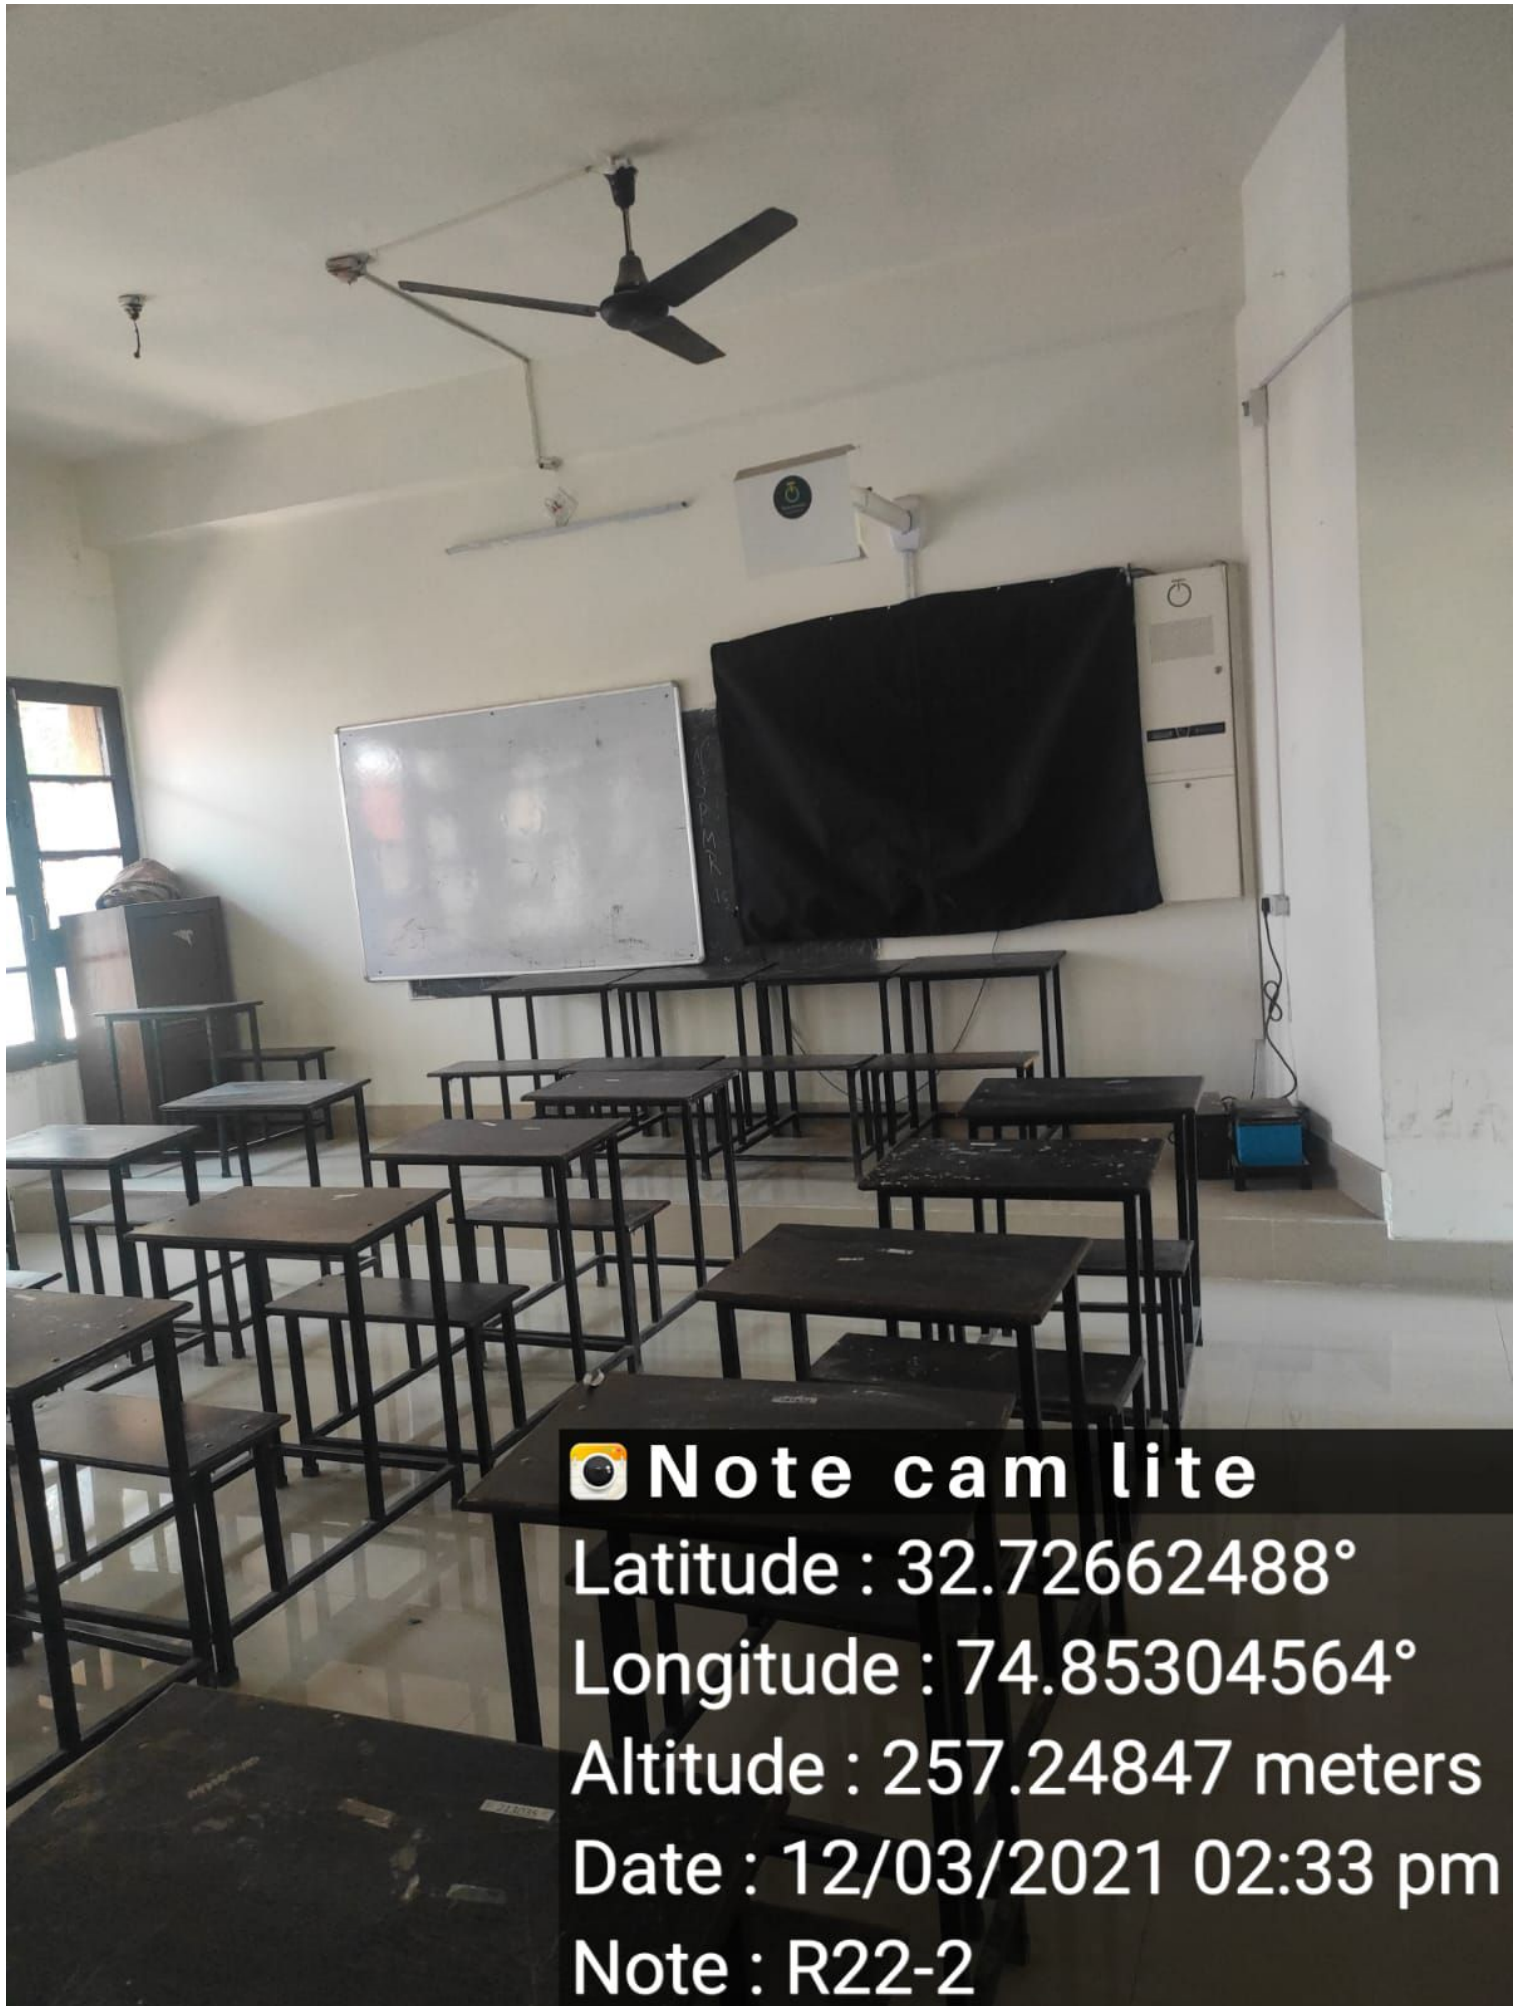 A
S
P
M
R
Note cam lite
Latitude : 32.72662488°
Longitude : 74.85304564°
Altitude : 257.24847 meters
Date : 12/03/2021 02:33 pm
Note : R22-2